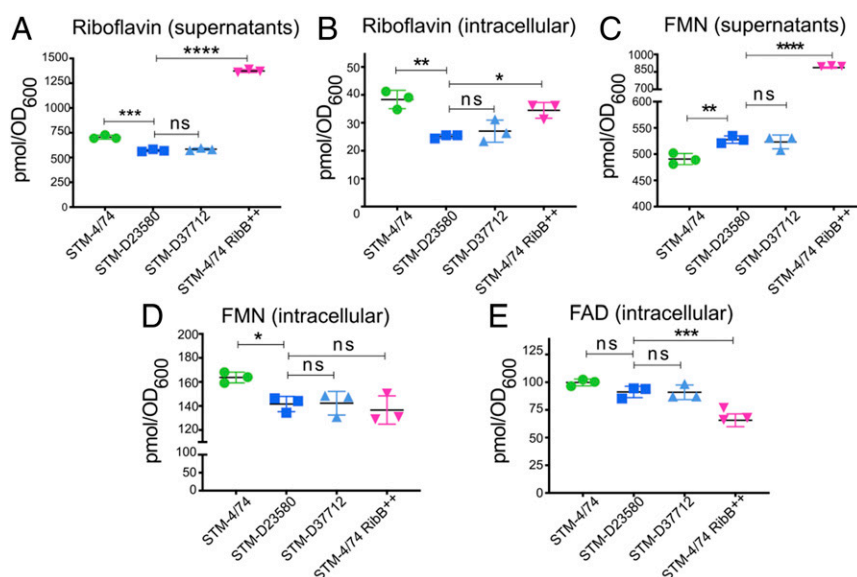 A
Riboflavin (supernatants)
****
***
ns
1500
1250
1000
750
500
250
0
pmol/OD600
STM-4/74
STM-D23580
STM-D37712
STM-4/74 RibB++
B
Riboflavin (intracellular)
**
*
ns
40
30
20
10
0
pmol/OD600
STM-4/74
STM-D23580
STM-D37712
STM-4/74 RibB++
C
FMN (supernatants)
****
**
ns
1000
850
700
550
500
450
400
pmol/OD600
STM-4/74
STM-D23580
STM-D37712
STM-4/74 RibB++
D
FMN (intracellular)
*
ns
ns
200
180
160
140
120
100
100
50
0
pmol/OD600
STM-4/74
STM-D23580
STM-D37712
STM-4/74 RibB++
E
FAD (intracellular)
***
ns
ns
125
100
75
50
25
0
pmol/OD600
STM-4/74
STM-D23580
STM-D37712
STM-4/74 RibB++